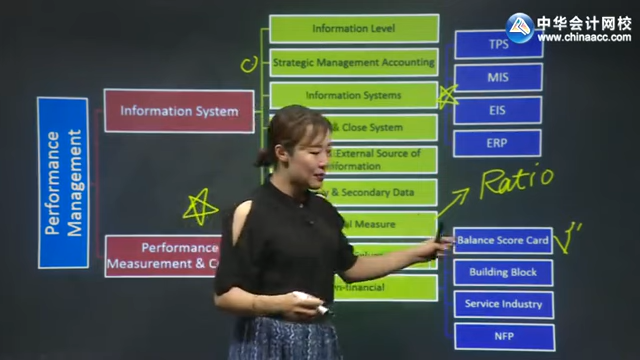 中华会计网校
www.chinaacc.com
Performance
Management
Information System
Performance
Measurement &
Information Level
Strategic Management Accounting
Information Systems
& Close System
External Source of
Information
& Secondary Data
Measure
n-financial
TPS
MIS
EIS
ERP
Ratio
Balance Score Card
Building Block
Service Industry
NFP